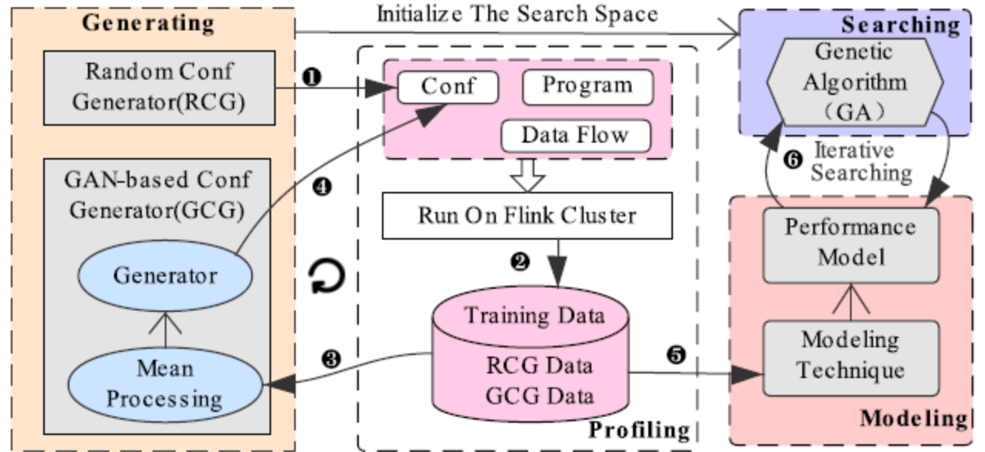 Initialize The Search Space
Generating
Random Conf
Generator(RCG)
❶
GAN-based Conf
Generator(GCG)
Generator
Mean
Processing
❹
❸
Conf
Program
Data Flow
Run On Flink Cluster
❷
Training Data
RCG Data
GCG Data
Profiling
❺
Searching
Genetic
Algorithm
(GA)
❻ Iterative
Searching
Performance
Model
Modeling
Technique
Modeling